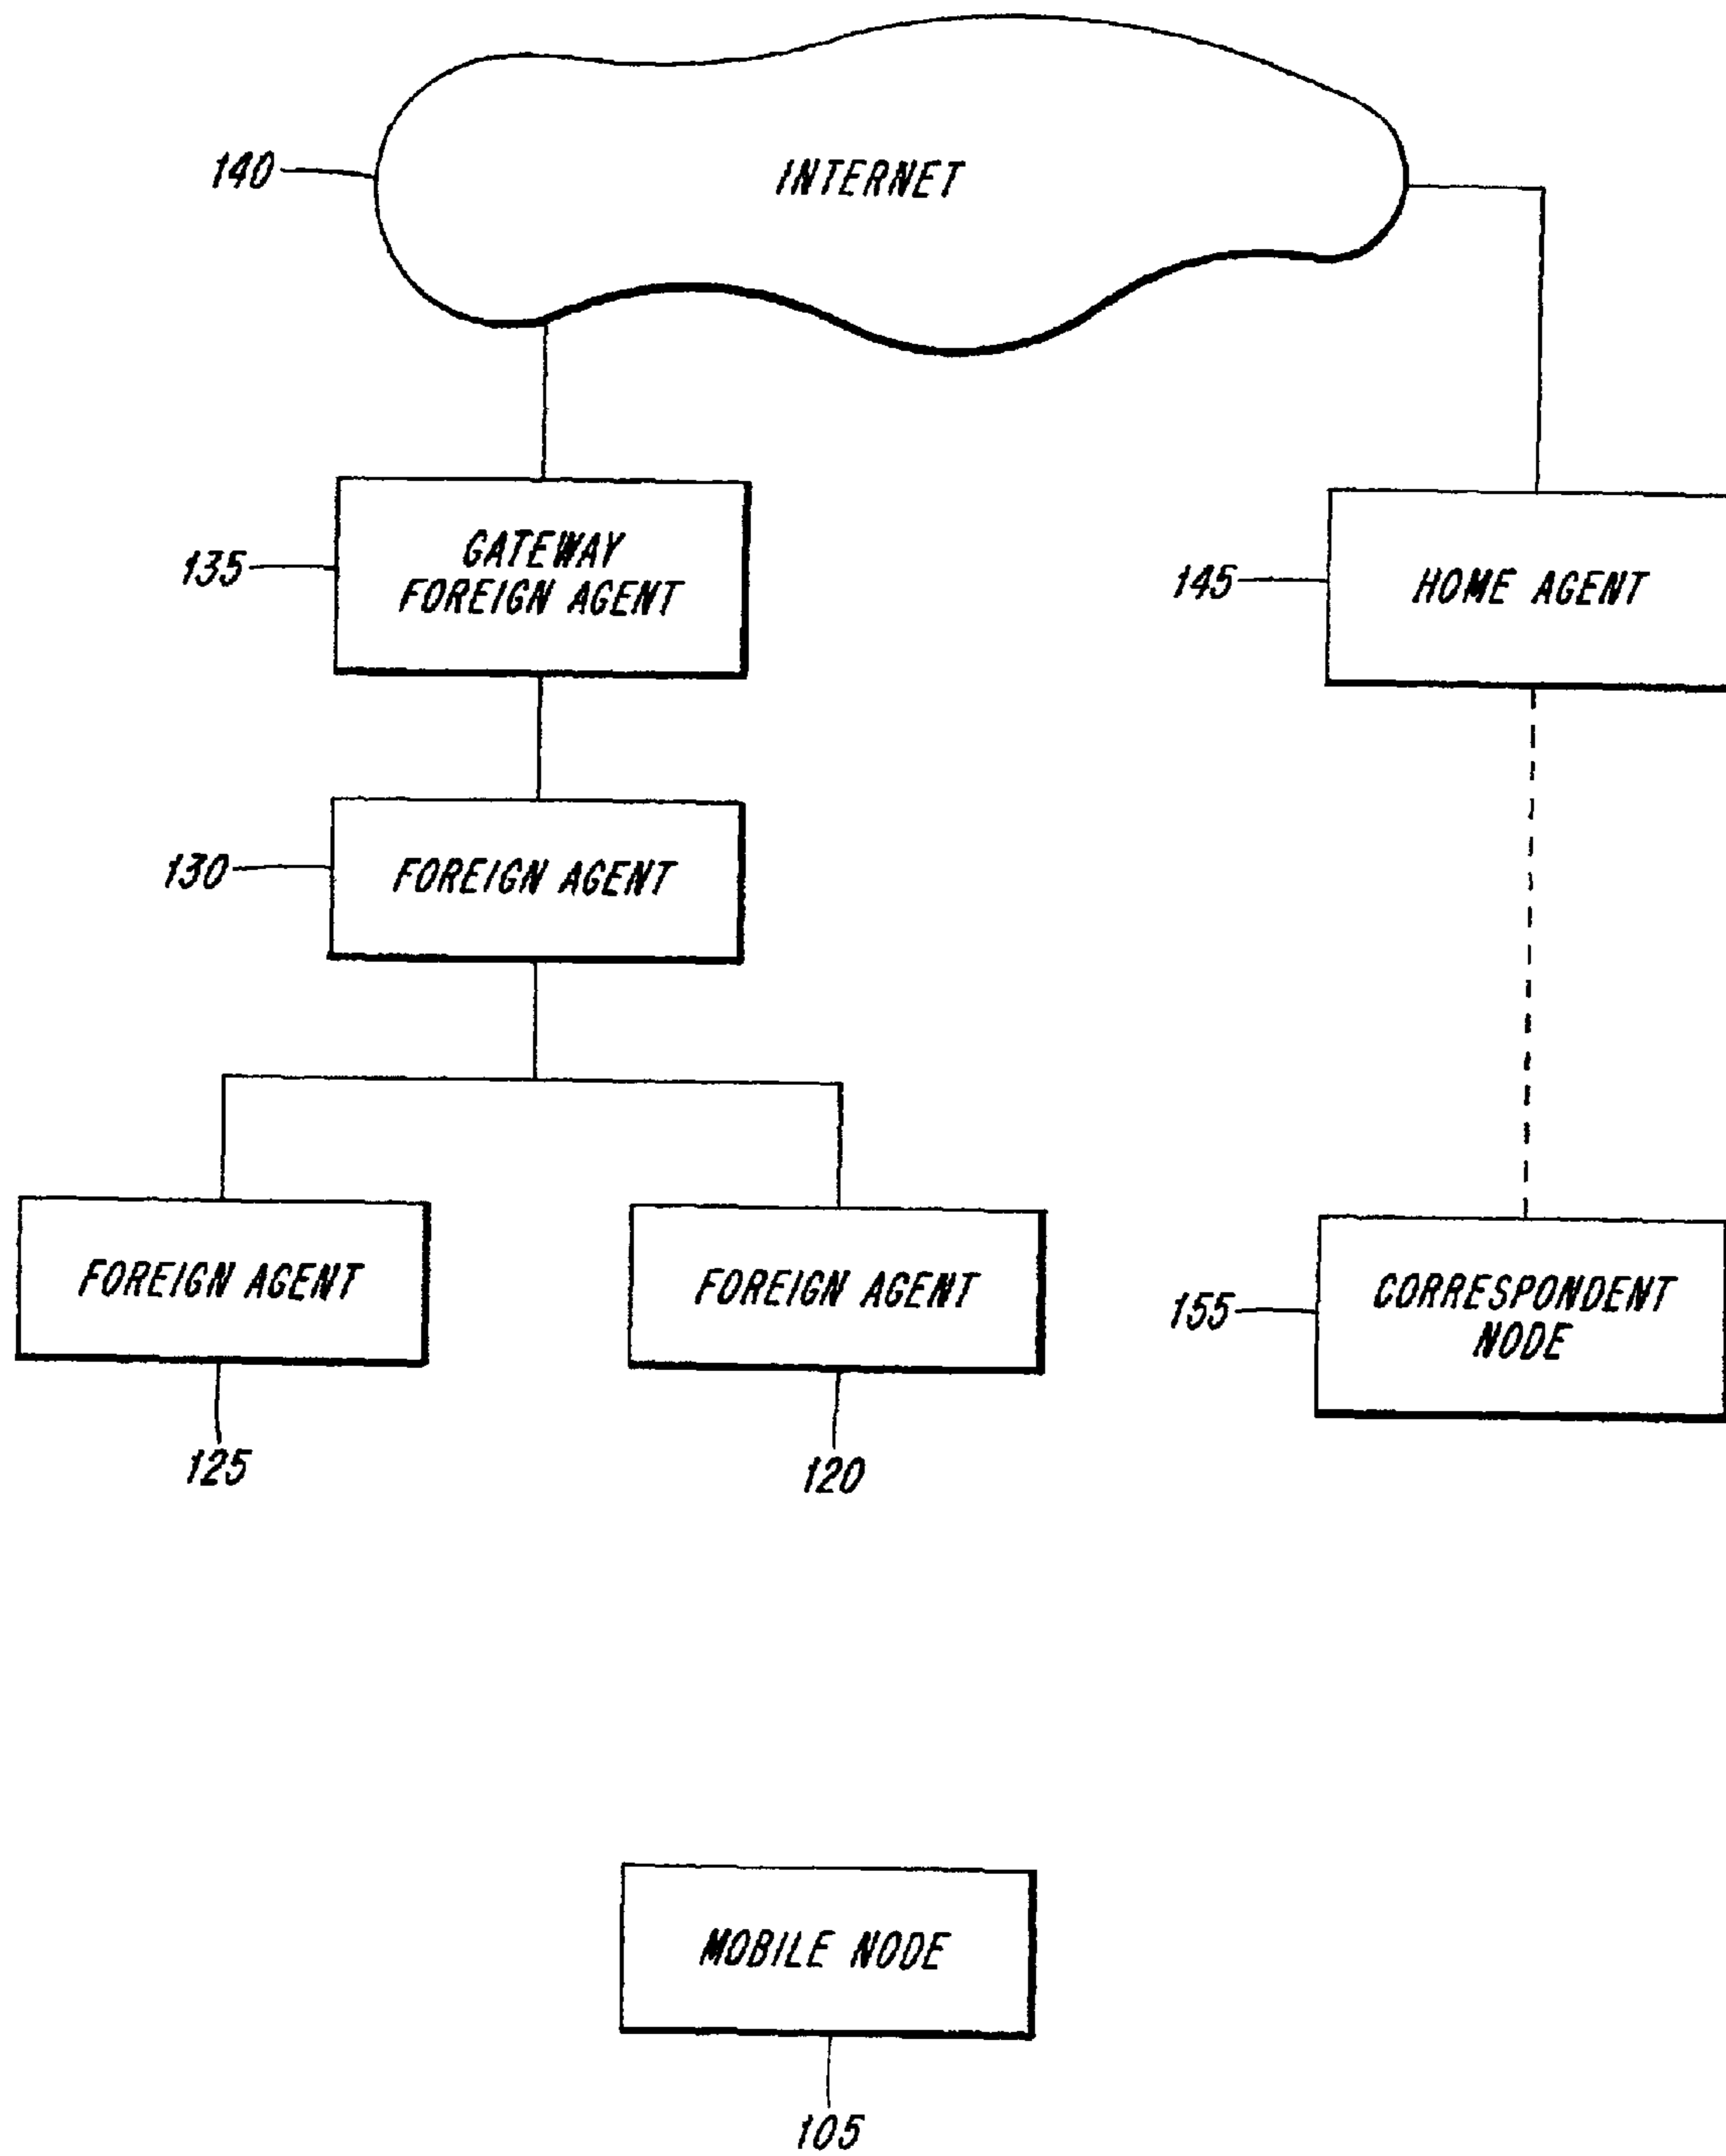 140
INTERNET
135
GATEWAY
FOREIGN AGENT
145
HOME AGENT
130
FOREIGN AGENT
FOREIGN AGENT
FOREIGN AGENT
155
CORRESPONDENT
NODE
125
120
MOBILE NODE
105